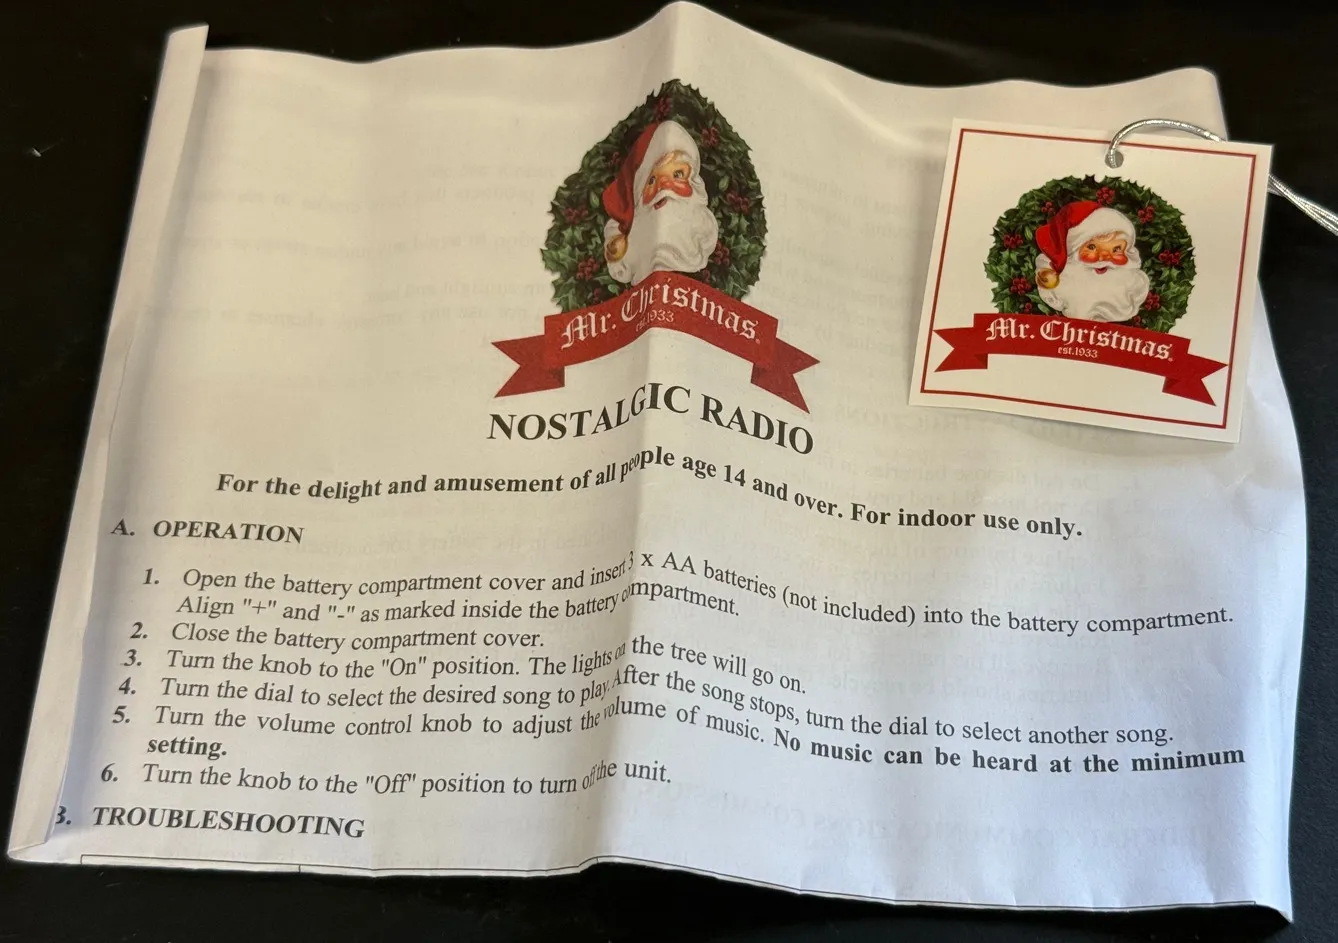 Mr. Christmas
est.1933
Mr. Christmas
est.1933
NOSTALGIC RADIO
For the delight and amusement of all people age 14 and over. For indoor use only.
A. OPERATION
1. Open the battery compartment cover and insert 3 x AA batteries (not included) into the battery compartment.
Align "+" and "-" as marked inside the battery compartment.
2. Close the battery compartment cover.
3. Turn the knob to the "On" position. The lights on the tree will go on.
4. Turn the dial to select the desired song to play. After the song stops, turn the dial to select another song.
5. Turn the volume control knob to adjust the volume of music. No music can be heard at the minimum
setting.
6. Turn the knob to the "Off" position to turn off the unit.
B. TROUBLESHOOTING